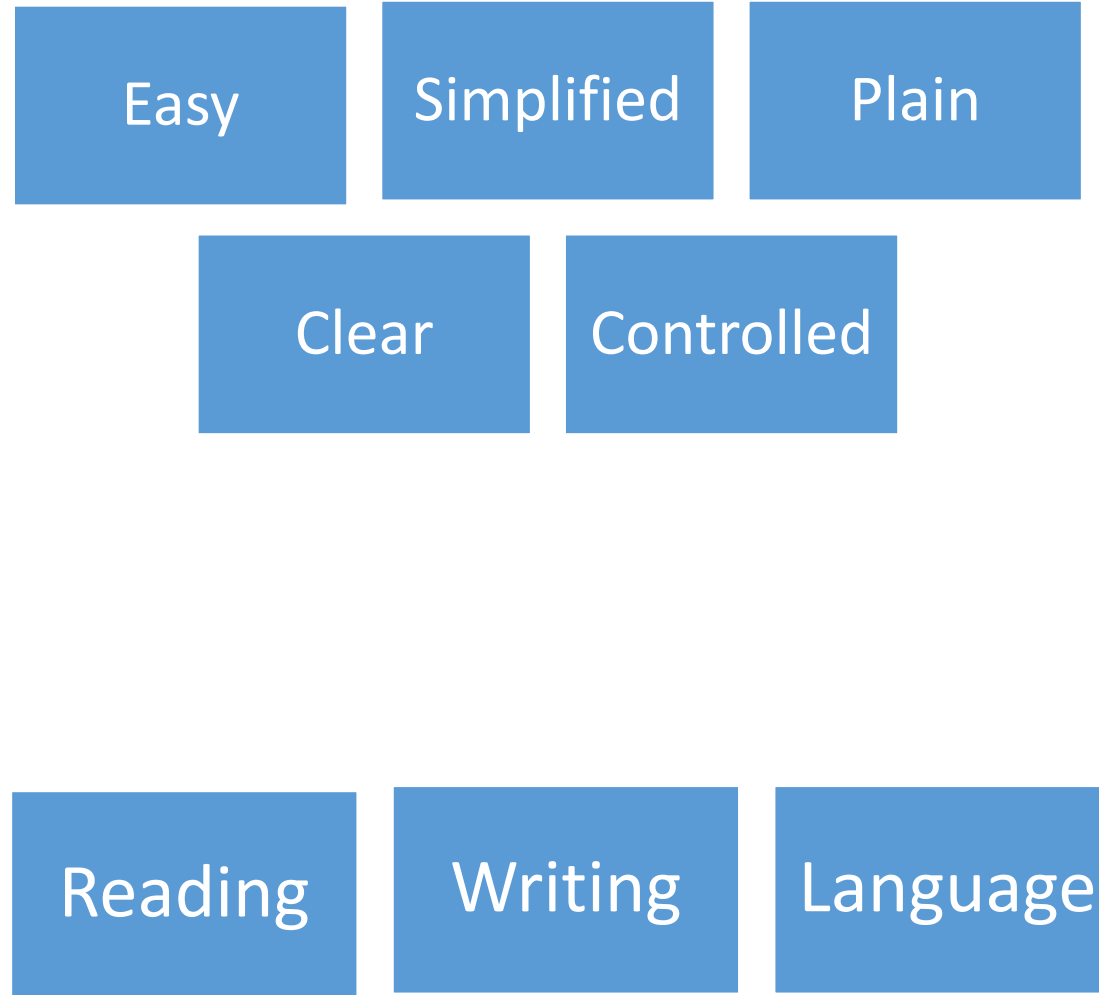 Easy
Simplified
Plain
Clear
Controlled
Reading
Writing
Language